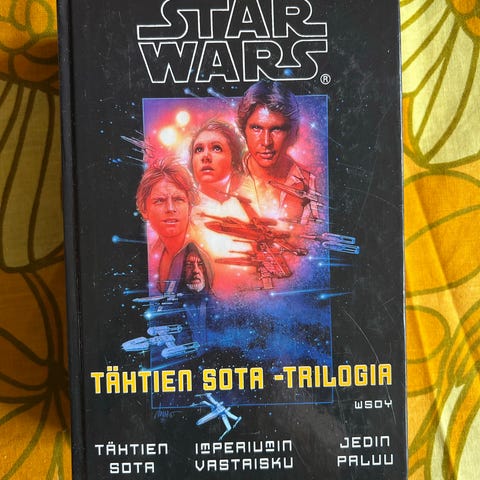 STAR
WARS®
TÄHTIEN SOTA -TRILOGIA
WSOY
TÄHTIEN
SOTA
IMPERIUMIN
VASTAISKU
JEDIN
PALUU